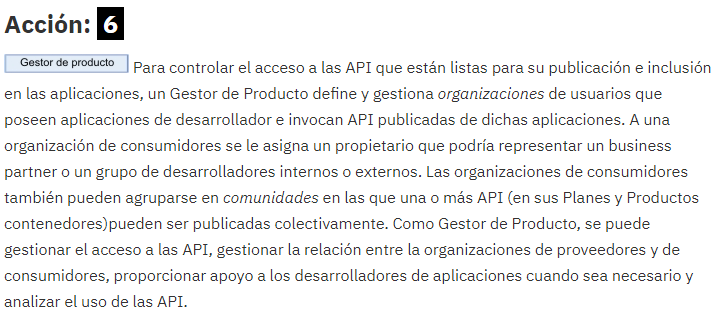 Acción: 6
Gestor de producto Para controlar el acceso a las API que están listas para su publicación e inclusión
en las aplicaciones, un Gestor de Producto define y gestiona organizaciones de usuarios que
poseen aplicaciones de desarrollador e invocan API publicadas de dichas aplicaciones. A una
organización de consumidores se le asigna un propietario que podría representar un business
partner o un grupo de desarrolladores internos o externos. Las organizaciones de consumidores
también pueden agruparse en comunidades en las que una o más API (en sus Planes y Productos
contenedores)pueden ser publicadas colectivamente. Como Gestor de Producto, se puede
gestionar el acceso a las API, gestionar la relación entre la organizaciones de proveedores y de
consumidores, proporcionar apoyo a los desarrolladores de aplicaciones cuando sea necesario y
analizar el uso de las API.